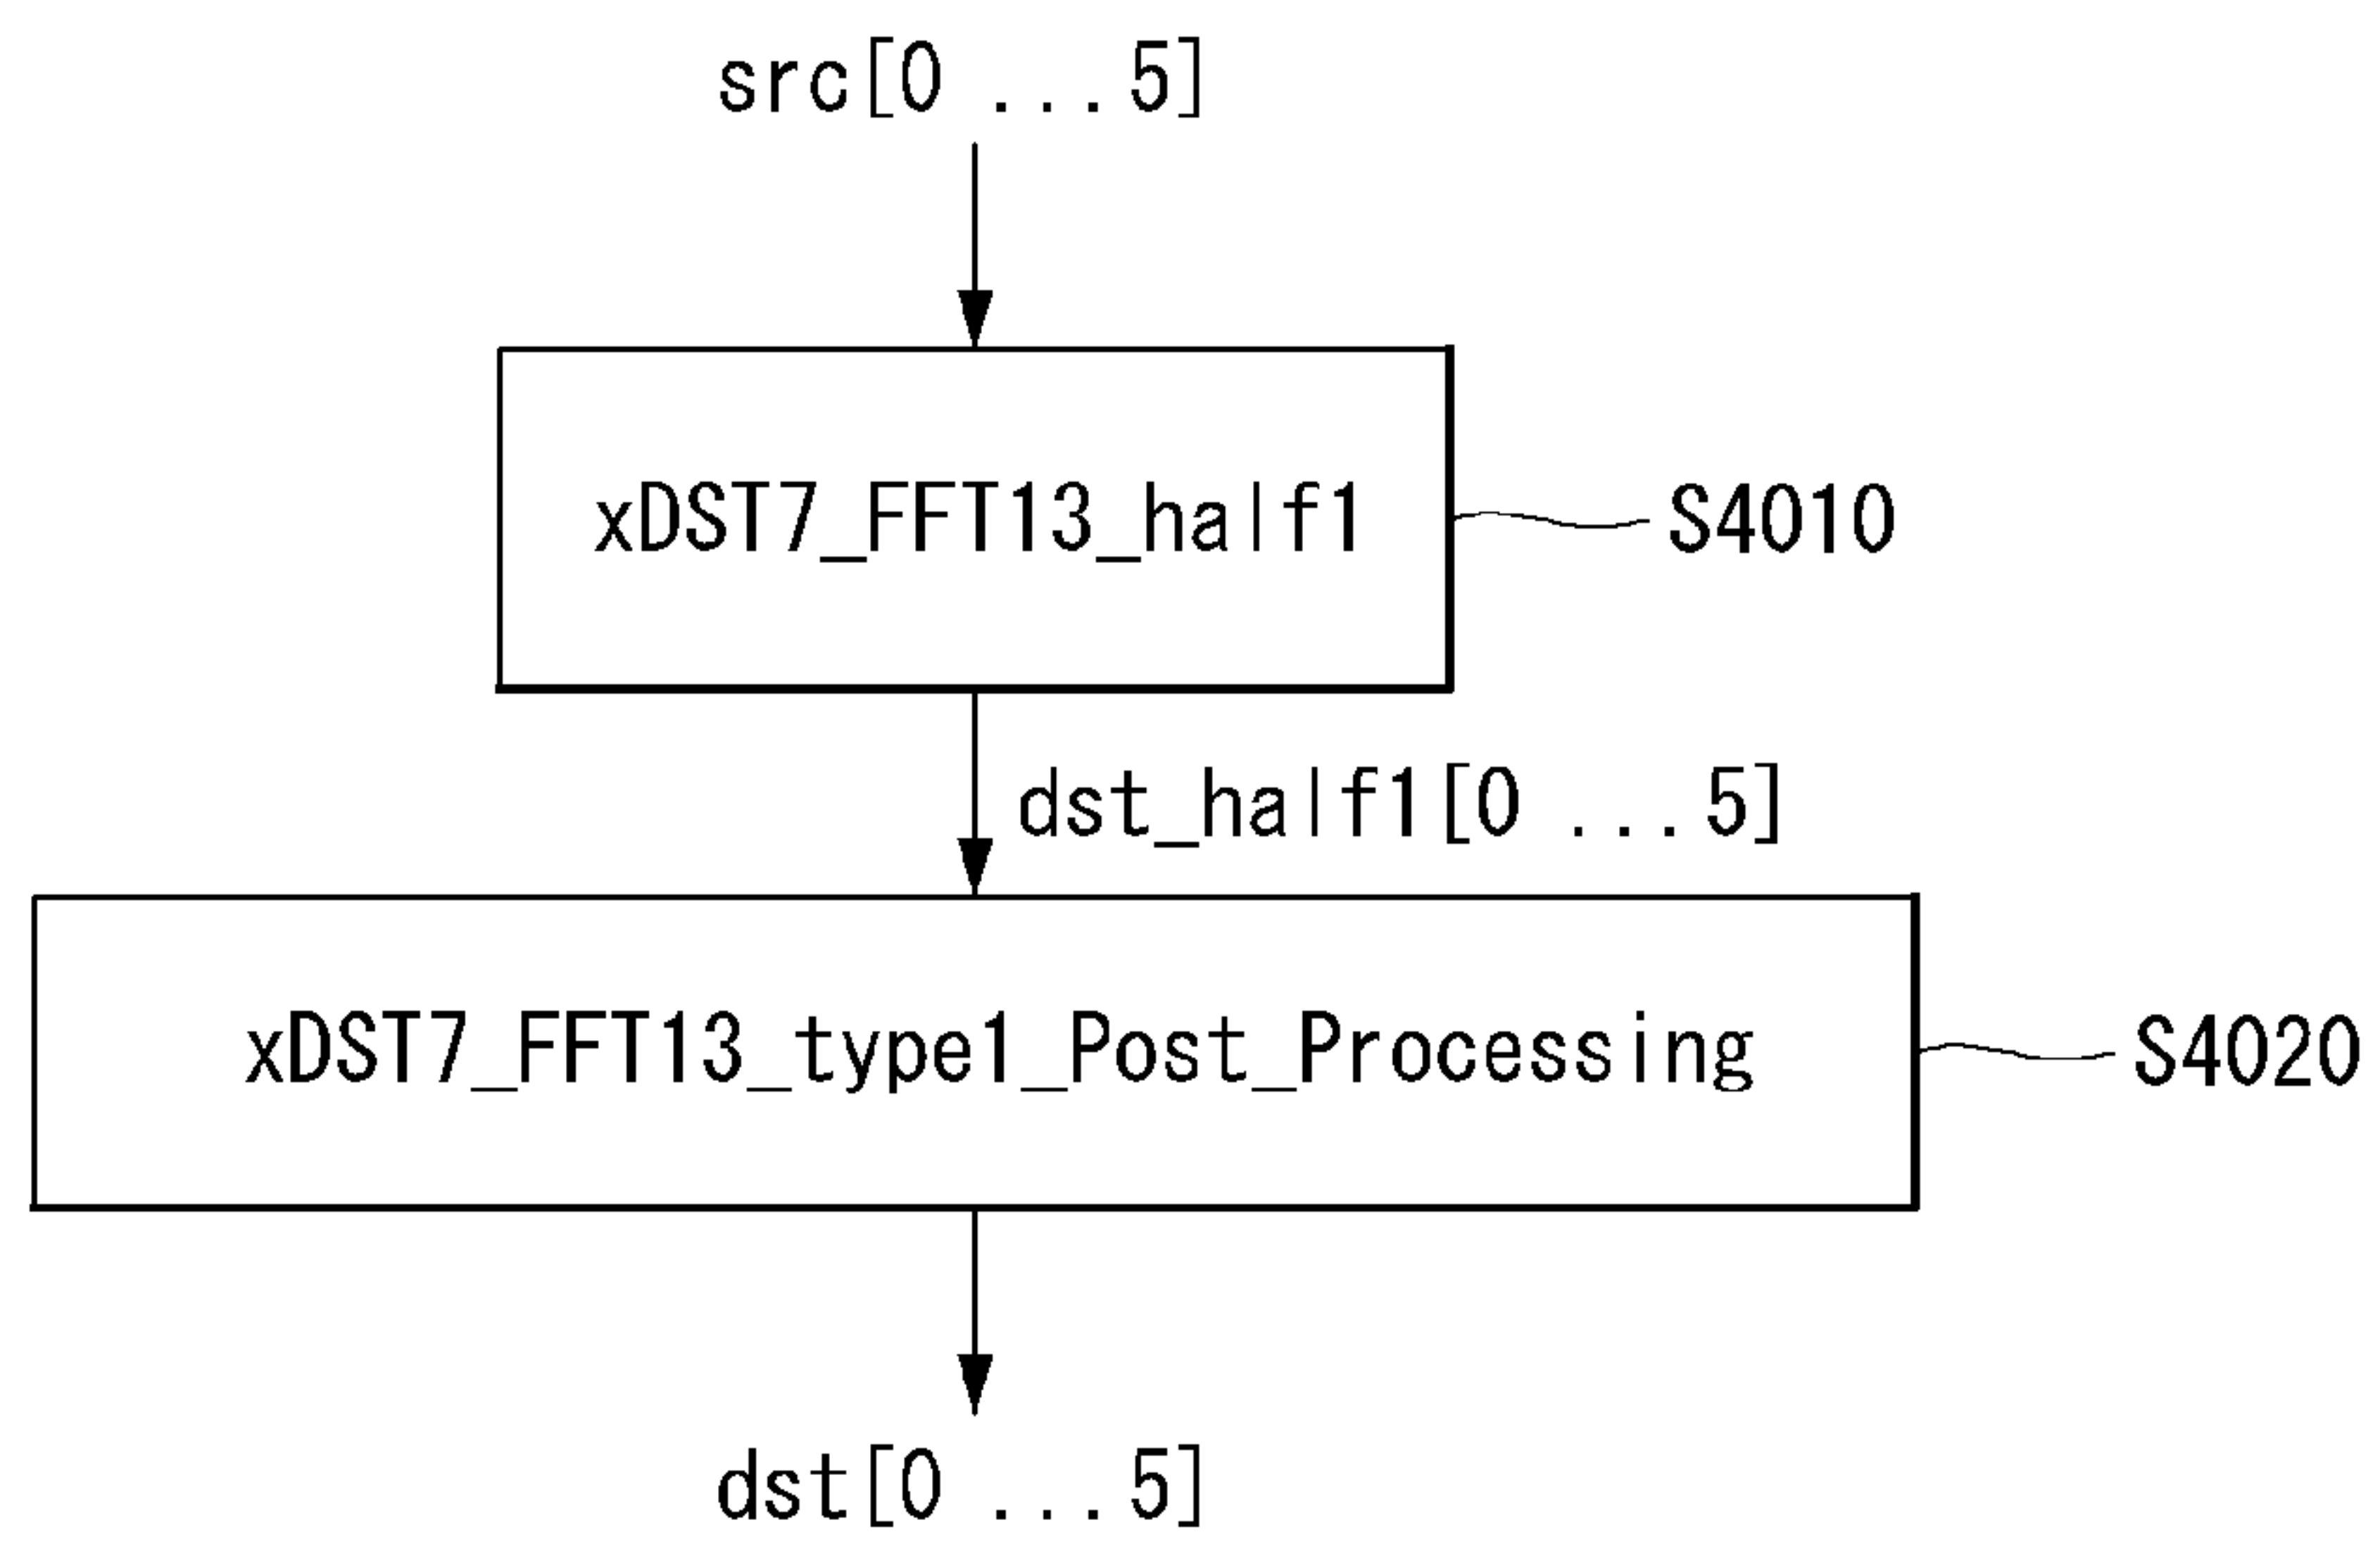 src[0 ...5]
xDST7_FFT13_half1
S4010
dst_half1[0 ...5]
xDST7_FFT13_type1_Post_Processing
S4020
dst[0 ...5]